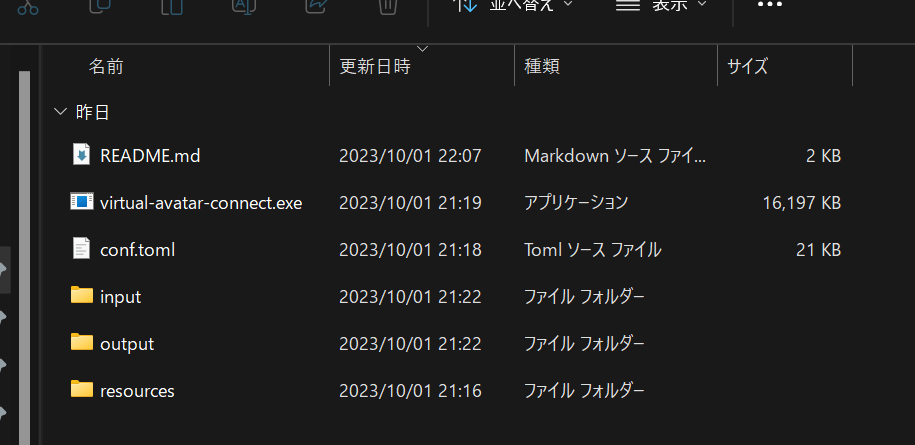 並べ替え 表示
名前 更新日時 種類 サイズ
昨日
README.md 2023/10/01 22:07 Markdown ソース ファイ... 2 KB
virtual-avatar-connect.exe 2023/10/01 21:19 アプリケーション 16,197 KB
conf.toml 2023/10/01 21:18 Toml ソース ファイル 21 KB
input 2023/10/01 21:22 ファイル フォルダー
output 2023/10/01 21:22 ファイル フォルダー
resources 2023/10/01 21:16 ファイル フォルダー